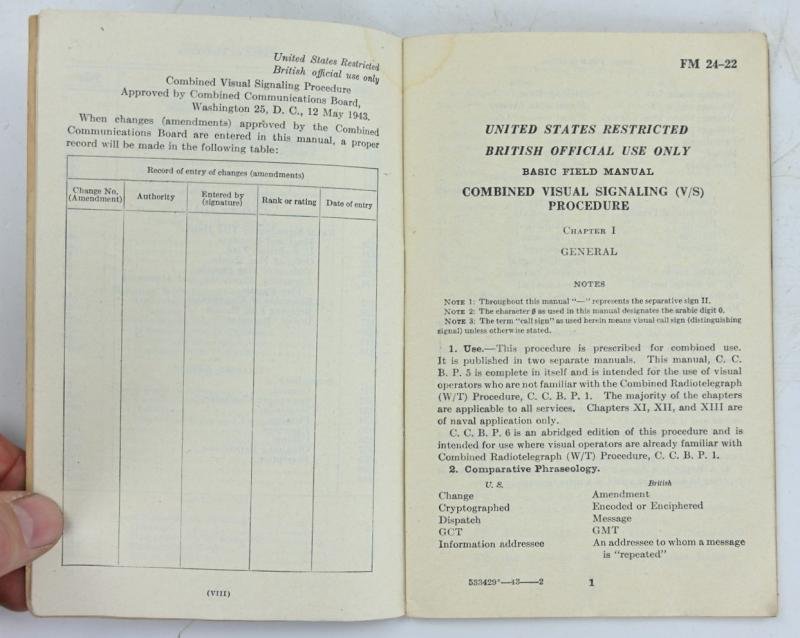 United States Restricted
British official use only
Combined Visual Signaling Procedure
Approved by Combined Communications Board,
Washington 25, D. C., 12 May 1943.
When changes (amendments) approved by the Combined
Communications Board are entered in this manual, a proper
record will be made in the following table:
Record of entry of changes (amendments)
Change No. (Amendment) Authority Entered by (signature) Rank or rating Date of entry
(VIII)
FM 24–22
UNITED STATES RESTRICTED
BRITISH OFFICIAL USE ONLY
BASIC FIELD MANUAL
COMBINED VISUAL SIGNALING (V/S)
PROCEDURE
CHAPTER I
GENERAL
NOTES
NOTE 1: Throughout this manual "—" represents the separative sign II.
NOTE 2: The character ø as used in this manual designates the arabic digit 0.
NOTE 3: The term "call sign" as used herein means visual call sign (distinguishing
signal) unless otherwise stated.
1. Use.—This procedure is prescribed for combined use.
It is published in two separate manuals. This manual, C. C.
B. P. 5 is complete in itself and is intended for the use of visual
operators who are not familiar with the Combined Radiotelegraph
(W/T) Procedure, C. C. B. P. 1. The majority of the chapters
are applicable to all services. Chapters XI, XII, and XIII are
of naval application only.
C. C. B. P. 6 is an abridged edition of this procedure and is
intended for use where visual operators are already familiar with
Combined Radiotelegraph (W/T) Procedure, C. C. B. P. 1.
2. Comparative Phraseology.
U. S. British
Change Amendment
Cryptographed Encoded or Enciphered
Dispatch Message
GCT GMT
Information addressee An addressee to whom a message
is "repeated"
533429°—43——2 1